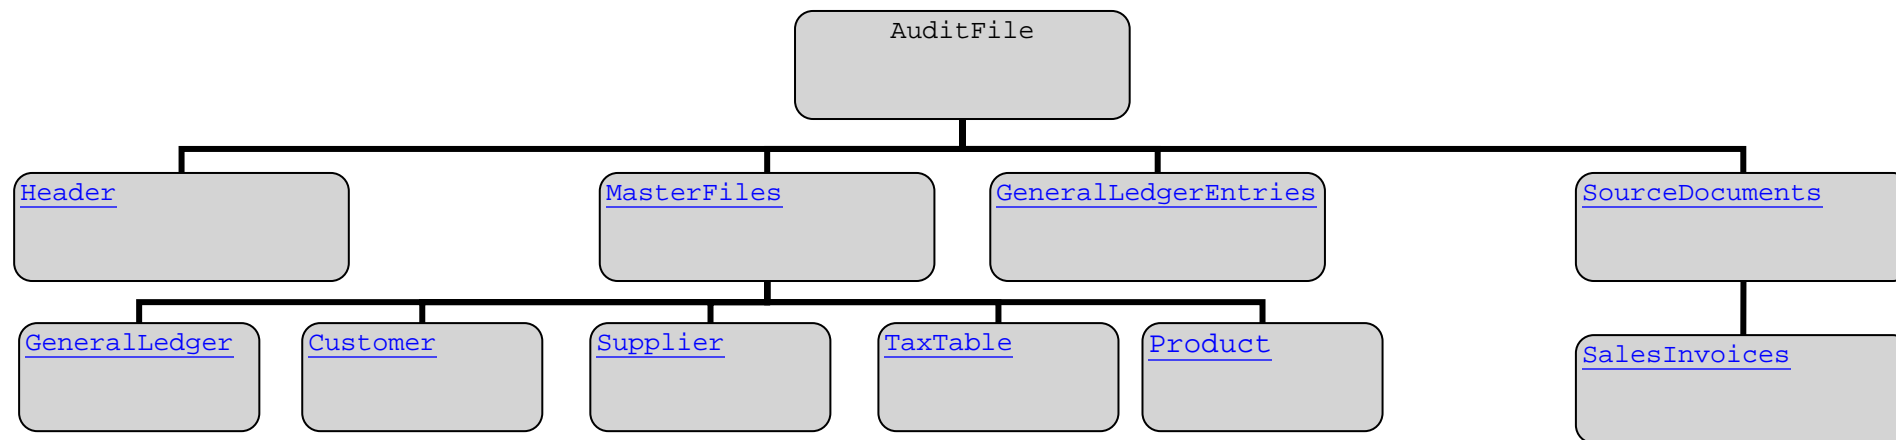 AuditFile
Header
MasterFiles
GeneralLedgerEntries
SourceDocuments
GeneralLedger
Customer
Supplier
TaxTable
Product
SalesInvoices